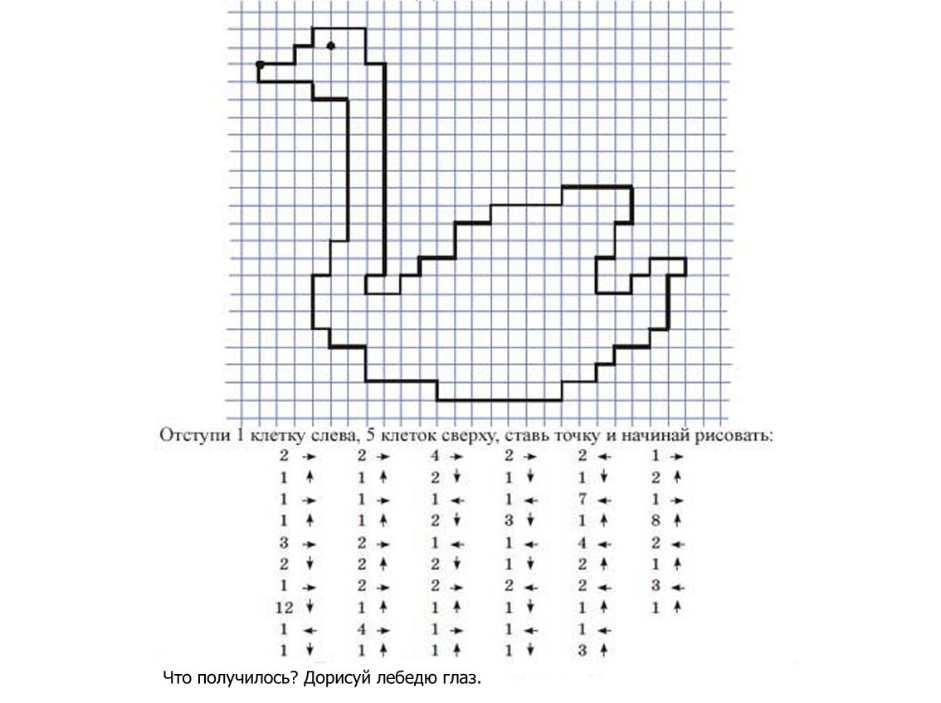 Отступи 1 клетку слева, 5 клеток сверху, ставь точку и начинай рисовать:
2 → 2 → 4 → 2 → 2 ← 1 →
1 ↑ 1 ↑ 2 ↓ 1 ↓ 1 ↓ 2 ↑
1 → 1 → 1 ← 1 ← 7 ← 1 →
1 ↑ 1 ↑ 2 ↓ 3 ↓ 1 ↑ 8 ↑
3 → 2 → 1 ← 1 ← 4 ← 2 ←
2 ↓ 2 ↑ 2 ↓ 1 ↓ 2 ↑ 1 ↑
1 → 2 → 2 → 2 ← 2 ← 3 ←
12 ↓ 1 ↑ 1 ↑ 1 ↓ 1 ↑ 1 ↑
1 ← 4 → 1 → 1 ← 1 ←
1 ↓ 1 ↑ 1 ↑ 1 ↓ 3 ↑
Что получилось? Дорисуй лебедю глаз.